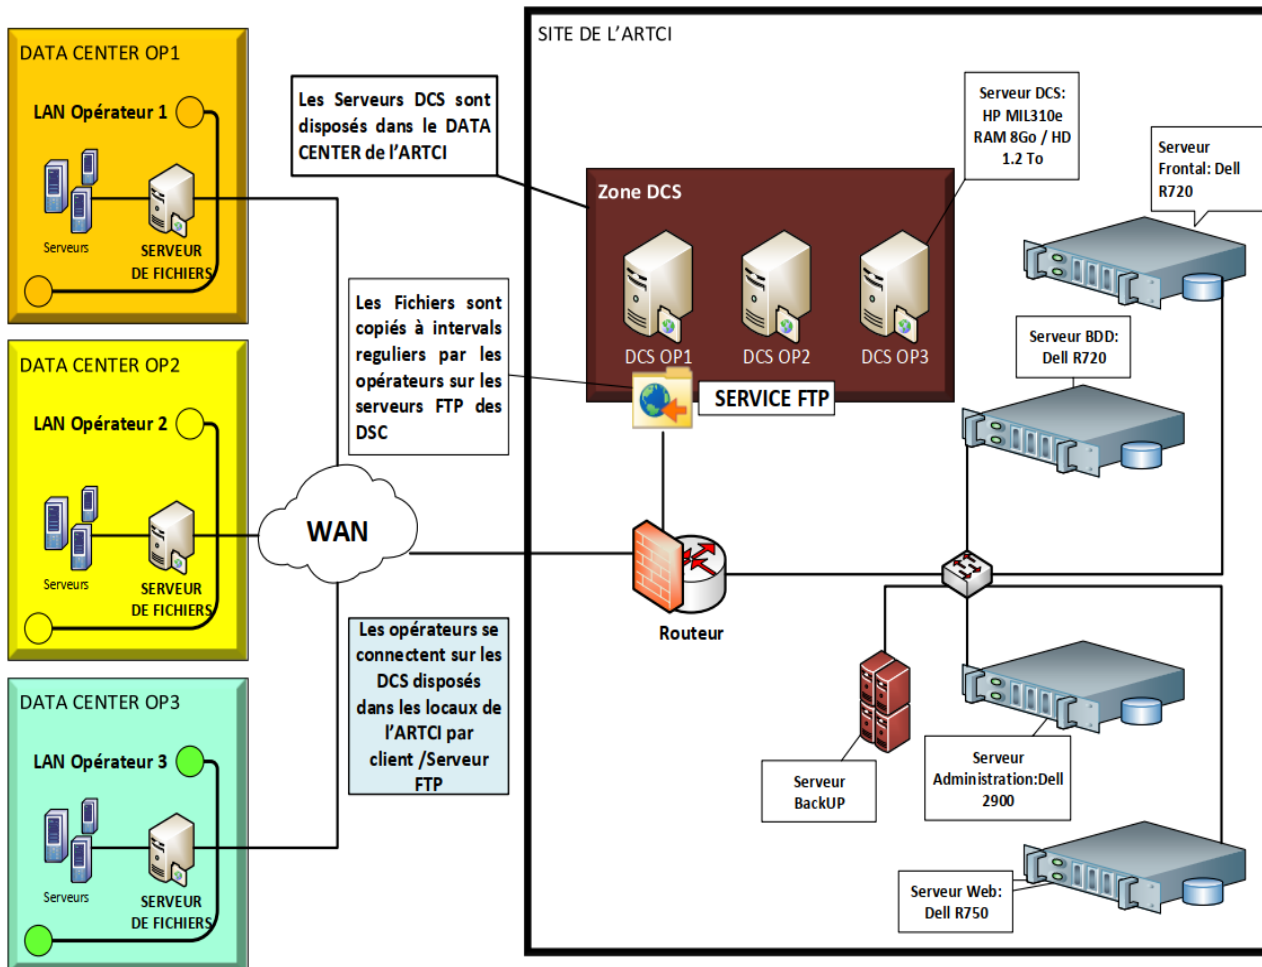 DATA CENTER OP1
LAN Opérateur 1
Serveurs
SERVEUR
DE FICHIERS
DATA CENTER OP2
LAN Opérateur 2
Serveurs
SERVEUR
DE FICHIERS
DATA CENTER OP3
LAN Opérateur 3
Serveurs
SERVEUR
DE FICHIERS
Les Serveurs DCS sont
disposés dans le DATA
CENTER de l'ARTCI
Les Fichiers sont
copiés à intervals
reguliers par les
opérateurs sur les
serveurs FTP des
DSC
WAN
Les opérateurs se
connectent sur les
DCS disposés
dans les locaux de
l'ARTCI par
client /Serveur
FTP
SITE DE L'ARTCI
Zone DCS
DCS OP1
DCS OP2
DCS OP3
SERVICE FTP
Serveur DCS:
HP MIL310e
RAM 8Go / HD
1.2 To
Serveur
Frontal: Dell
R720
Serveur BDD:
Dell R720
Routeur
Serveur
BackUP
Serveur
Administration:Dell
2900
Serveur Web:
Dell R750